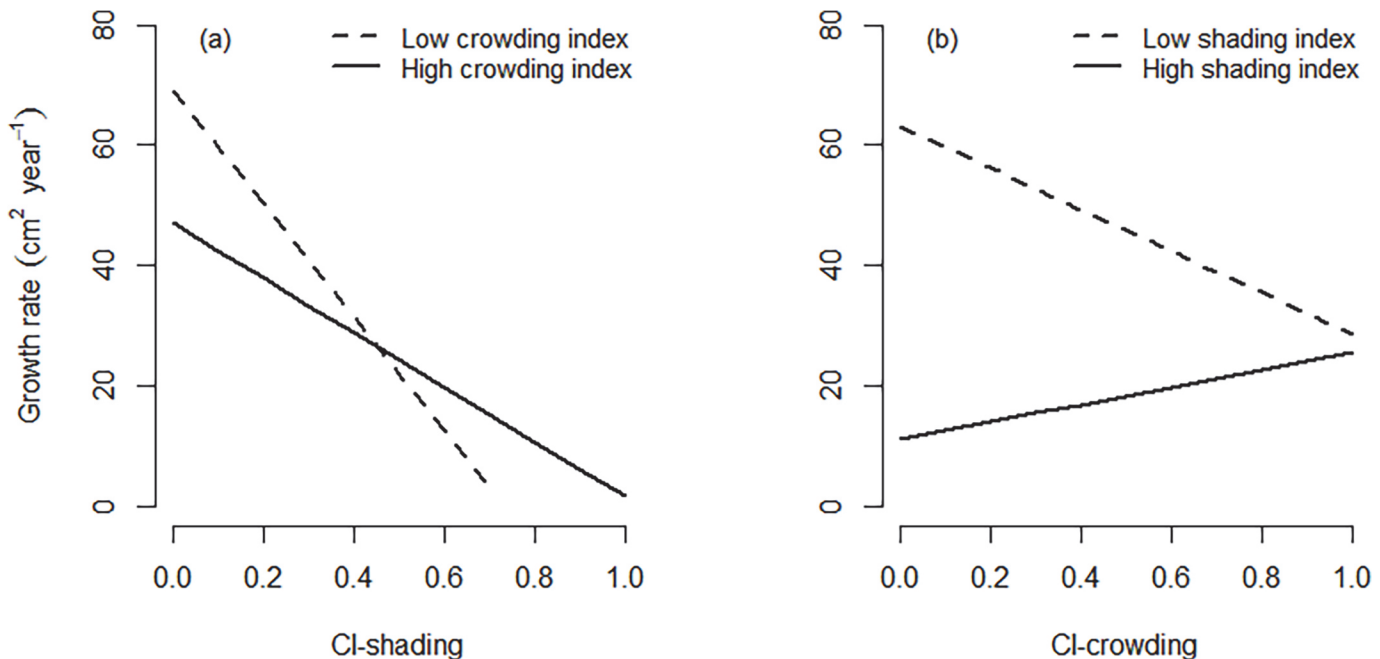 (a)
Low crowding index
High crowding index
80
60
40
20
0
Growth rate (cm² year⁻¹)
0.0 0.2 0.4 0.6 0.8 1.0
CI-shading
(b)
Low shading index
High shading index
80
60
40
20
0
0.0 0.2 0.4 0.6 0.8 1.0
CI-crowding